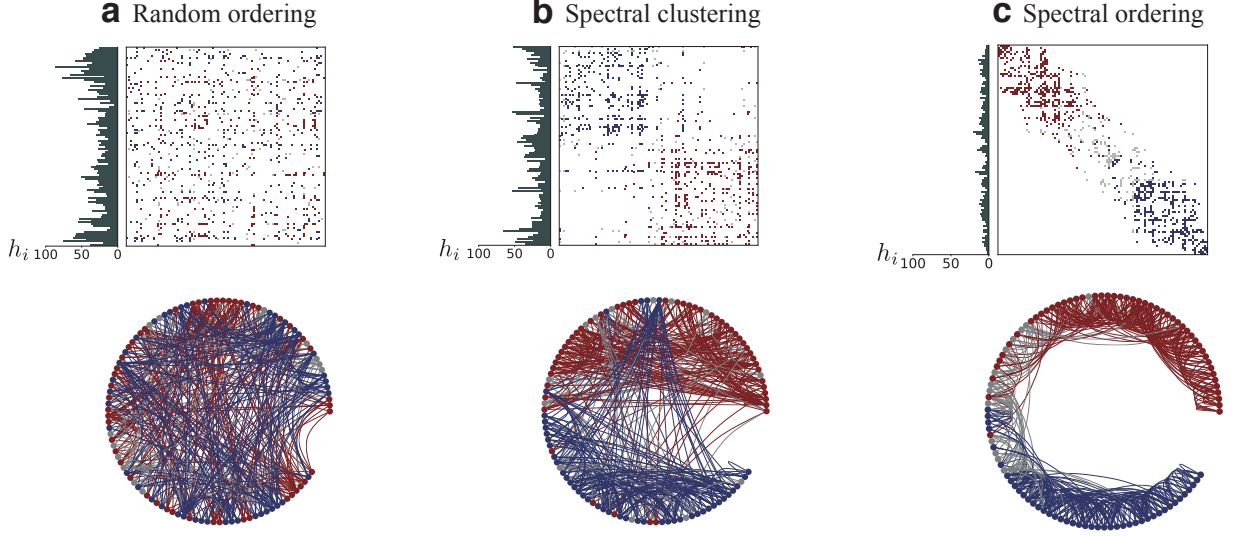 a Random ordering
b Spectral clustering
c Spectral ordering
h_i 100 50 0
h_i 100 50 0
h_i 100 50 0